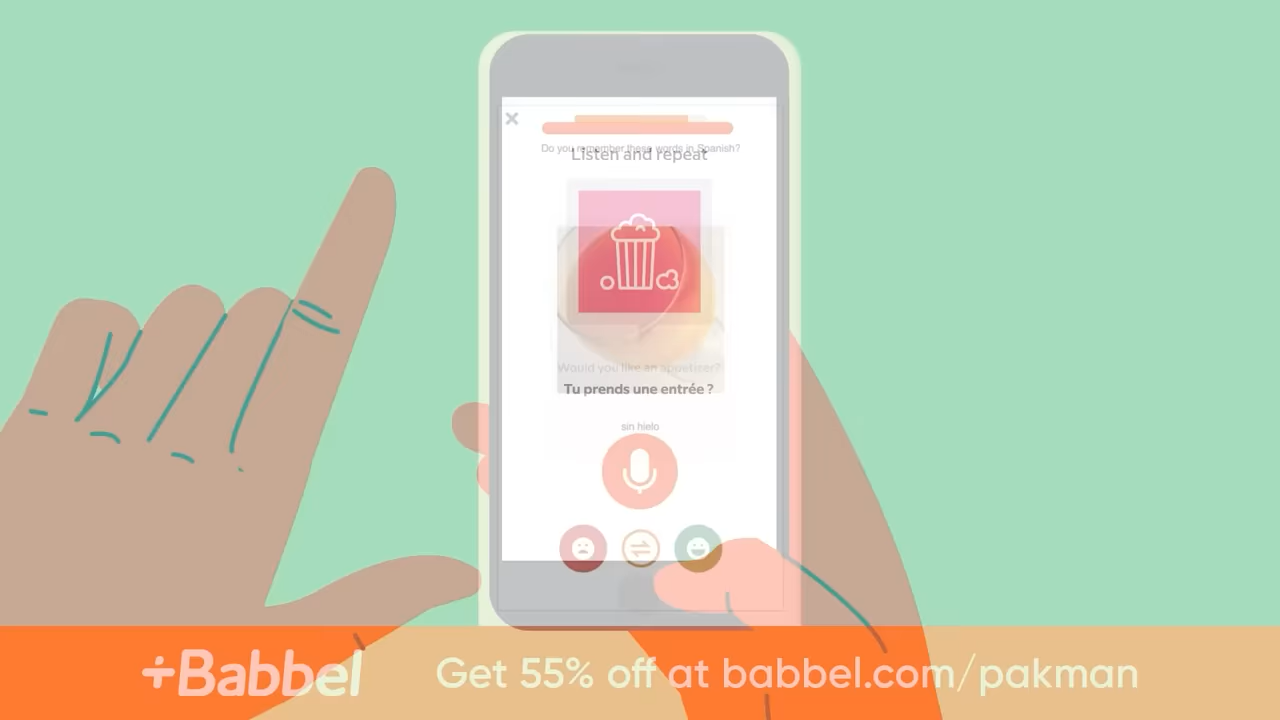 Do you remember these words in Spanish?
Listen and repeat
Would you like an appetizer?
Tu prends une entrée ?
sin hielo
+Babbel
Get 55% off at babbel.com/pakman